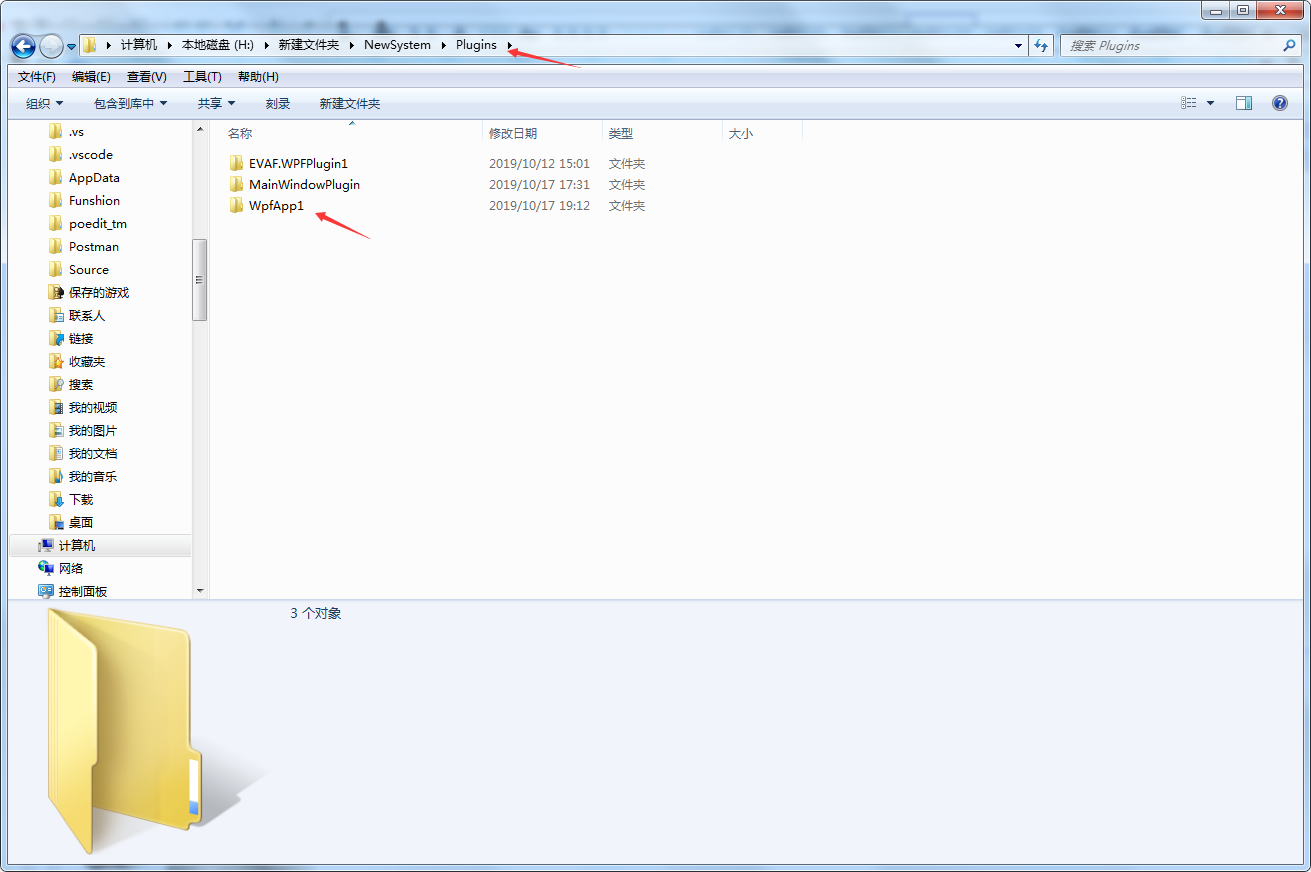 计算机 本地磁盘 (H:) 新建文件夹 NewSystem Plugins 搜索 Plugins
文件(F) 编辑(E) 查看(V) 工具(T) 帮助(H)
组织 包含到库中 共享 刻录 新建文件夹
.vs
.vscode
AppData
Funshion
poedit_tm
Postman
Source
保存的游戏
联系人
链接
收藏夹
搜索
我的视频
我的图片
我的文档
我的音乐
下载
桌面
计算机
网络
控制面板
名称 修改日期 类型 大小
EVAF.WPFPlugin1 2019/10/12 15:01 文件夹
MainWindowPlugin 2019/10/17 17:31 文件夹
WpfApp1 2019/10/17 19:12 文件夹
3 个对象